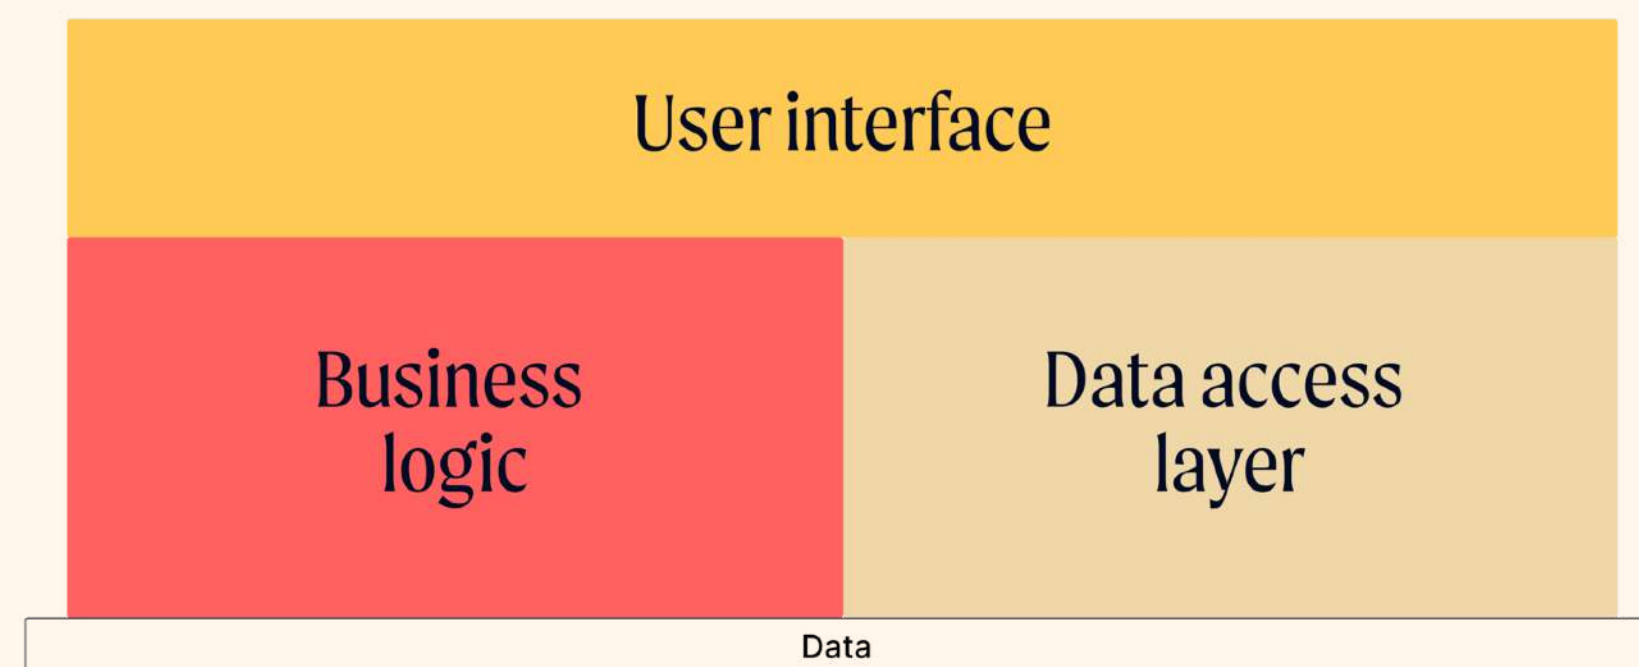 User interface
Business
logic
Data access
layer
Data